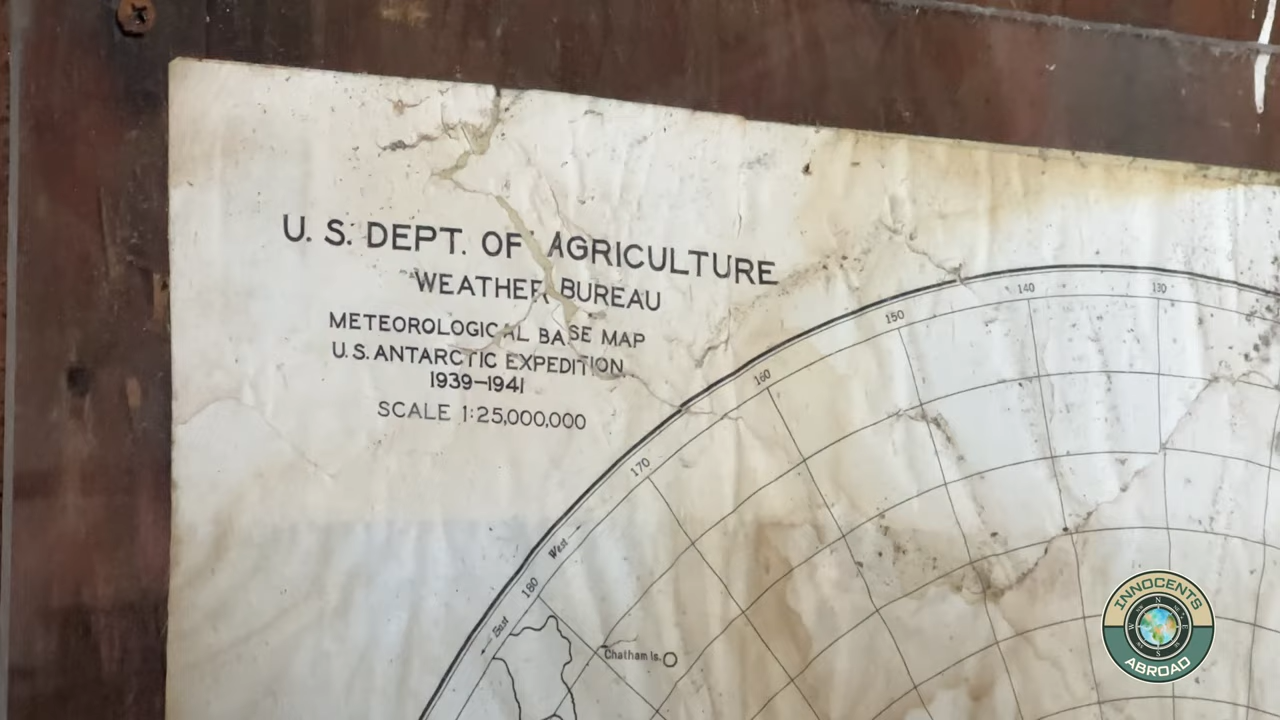 U. S. DEPT. OF AGRICULTURE
WEATHER BUREAU
METEOROLOGICAL BASE MAP
U. S. ANTARCTIC EXPEDITION
1939–1941
SCALE 1:25,000,000
130
140
150
160
170
West
180
East
Chatham Is.
INNOCENTS
N
W E
S
ABROAD